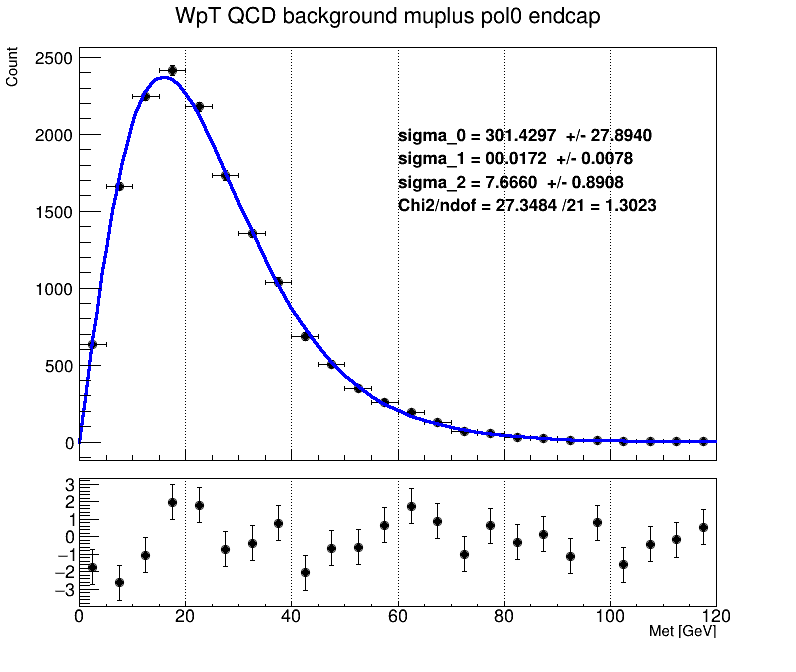 WpT QCD background muplus pol0 endcap
Count
2500
2000
1500
1000
500
0
sigma_0 = 301.4297 +/- 27.8940
sigma_1 = 00.0172 +/- 0.0078
sigma_2 = 7.6660 +/- 0.8908
Chi2/ndof = 27.3484 /21 = 1.3023
3
2
1
0
−1
−2
−3
0 20 40 60 80 100 120
Met [GeV]